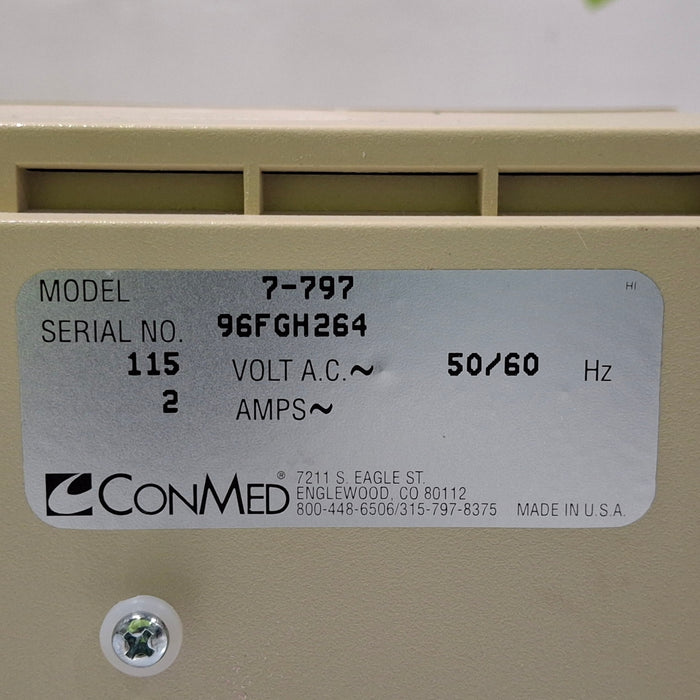 MODEL 7-797 HI
SERIAL NO. 96FGH264
115 VOLT A.C.~ 50/60 Hz
2 AMPS~
CONMED®
7211 S. EAGLE ST.
ENGLEWOOD, CO 80112
800-448-6506/315-797-8375 MADE IN U.S.A.